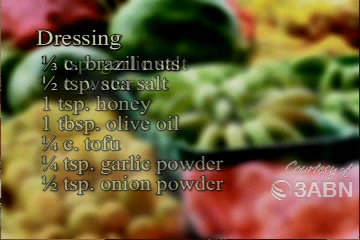 Dressing
⅓ c. brazil nuts
½ tsp. sea salt
1 tsp. honey
1 tbsp. olive oil
¼ c. tofu
¼ tsp. garlic powder
½ tsp. onion powder
Courtesy of
3ABN